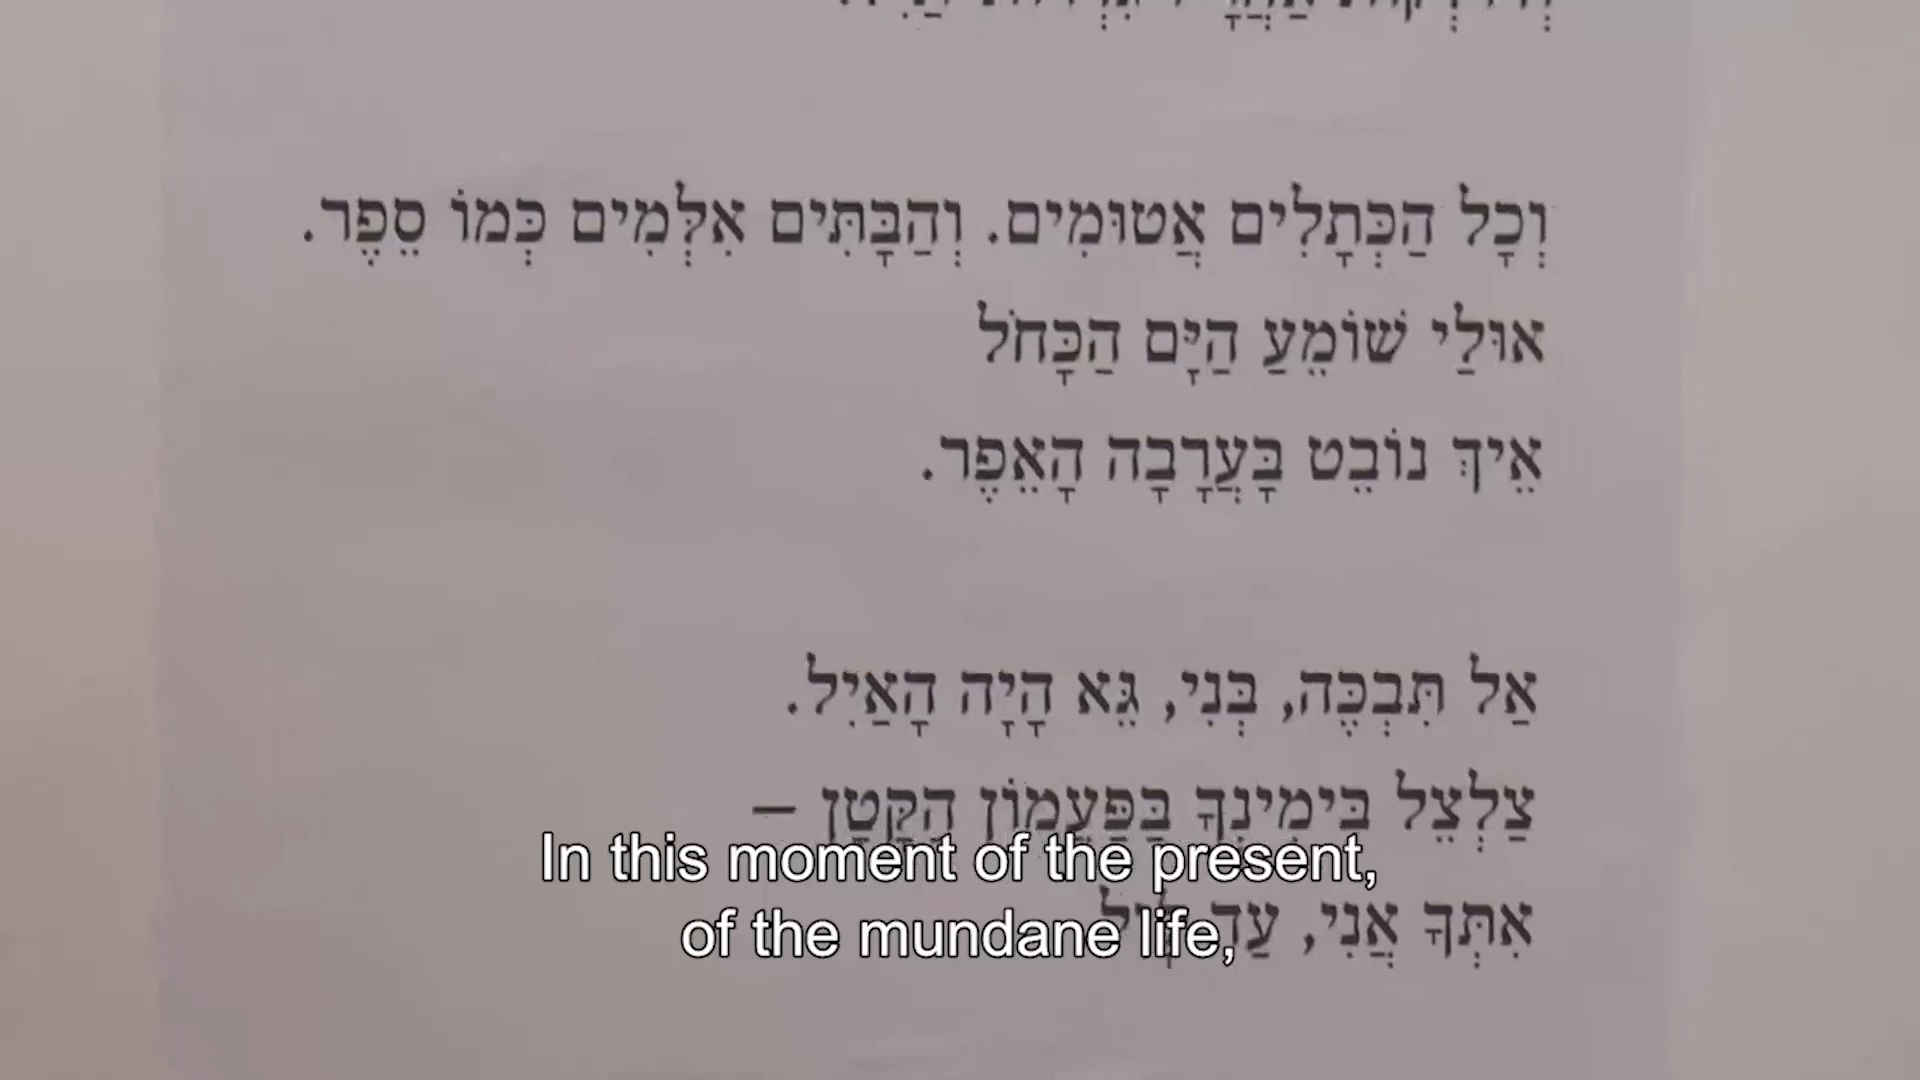 וְכָל הַכְּתָלִים אֲטוּמִים. וְהַבָּתִּים אִלְּמִים כְּמוֹ סֵפֶר.
אוּלַי שׁוֹמֵעַ הַיָּם הַכָּחֹל
אֵיךְ נוֹבֵט בָּעֲרָבָה הָאֵפֶר.
אַל תִּבְכֶּה, בְּנִי, גֵּא הָיָה הָאַיִל.
צַלְצֵל בִּימִינְךָ בַּפַּעֲמוֹן הַקָּטָן –
אִתְּךָ אֲנִי, עַד
In this moment of the present,
of the mundane life,